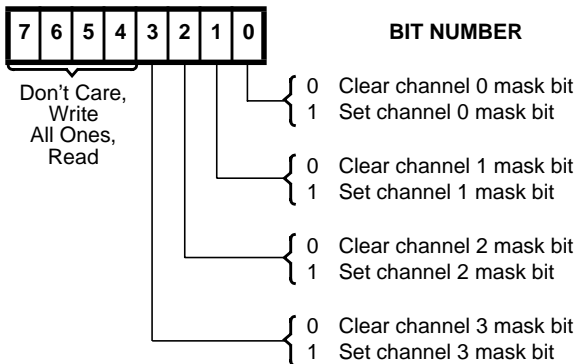 7 6 5 4 3 2 1 0
BIT NUMBER
Don't Care,
Write
All Ones,
Read
0 Clear channel 0 mask bit
1 Set channel 0 mask bit
0 Clear channel 1 mask bit
1 Set channel 1 mask bit
0 Clear channel 2 mask bit
1 Set channel 2 mask bit
0 Clear channel 3 mask bit
1 Set channel 3 mask bit